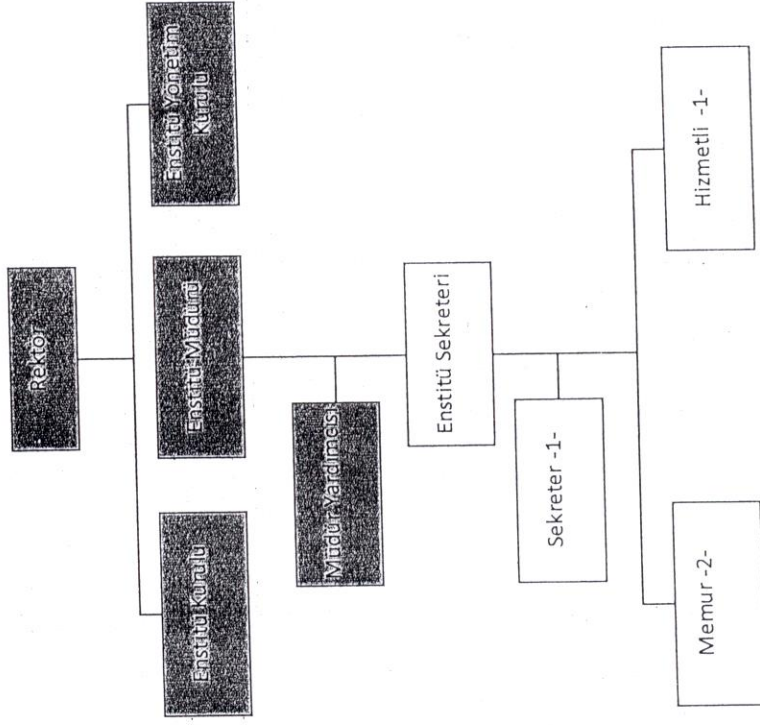 Rektör
Enstitü Kurulu
Enstitü Müdürü
Enstitü Yönetim
Kurulu
Müdür Yardımcısı
Enstitü Sekreteri
Sekreter -1-
Memur -2-
Hizmetli -1-